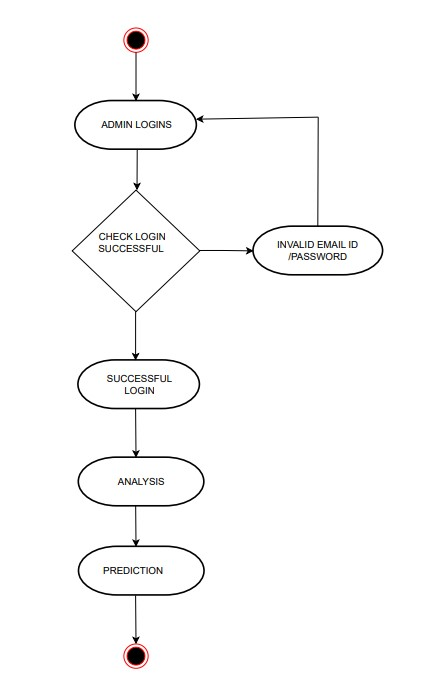 ADMIN LOGINS
CHECK LOGIN
SUCCESSFUL
INVALID EMAIL ID
/PASSWORD
SUCCESSFUL
LOGIN
ANALYSIS
PREDICTION